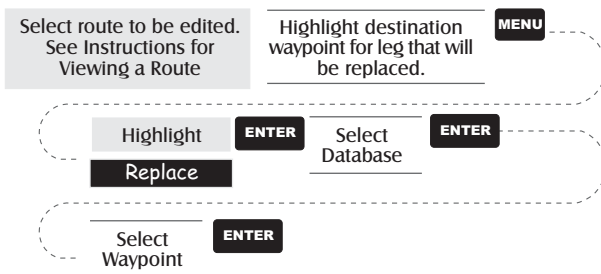 Select route to be edited.
See Instructions for
Viewing a Route
Highlight destination
waypoint for leg that will
be replaced.
MENU
Highlight
Replace
ENTER
Select
Database
ENTER
Select
Waypoint
ENTER